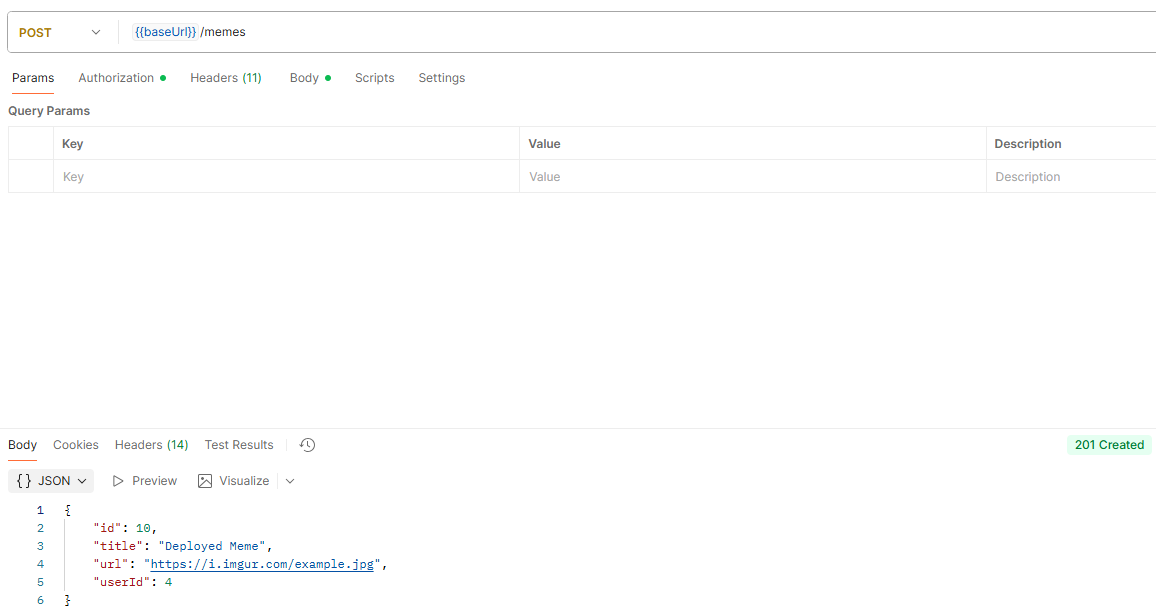 POST {{baseUrl}} /memes
Params Authorization Headers (11) Body Scripts Settings
Query Params
Key Value Description
Key Value Description
Body Cookies Headers (14) Test Results 201 Created
{} JSON Preview Visualize
1 {
2 "id": 10,
3 "title": "Deployed Meme",
4 "url": "https://i.imgur.com/example.jpg",
5 "userId": 4
6 }